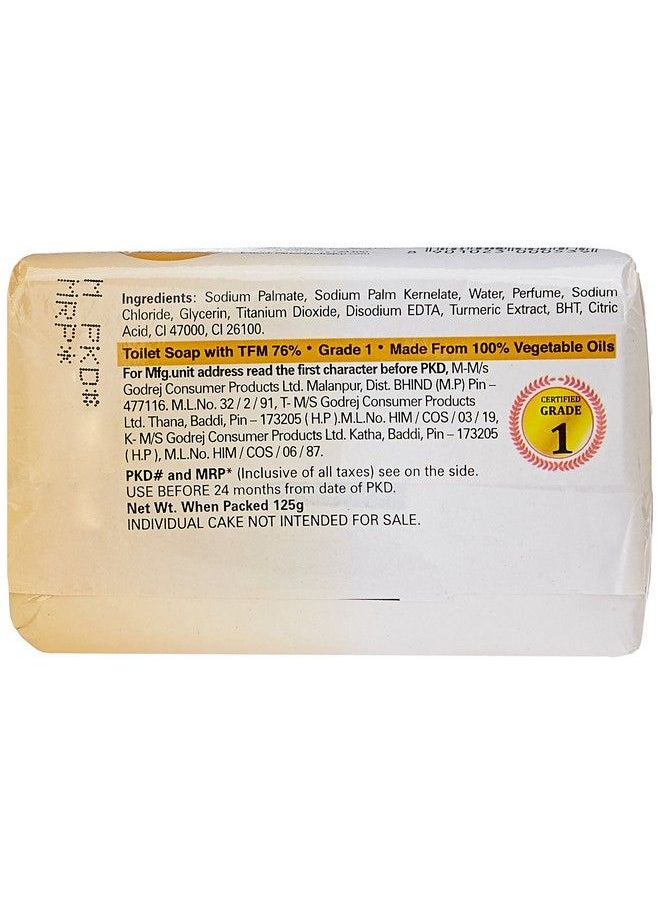 Ingredients: Sodium Palmate, Sodium Palm Kernelate, Water, Perfume, Sodium
Chloride, Glycerin, Titanium Dioxide, Disodium EDTA, Turmeric Extract, BHT, Citric
Acid, CI 47000, CI 26100.
Toilet Soap with TFM 76% * Grade 1 * Made From 100% Vegetable Oils
For Mfg.unit address read the first character before PKD, M-M/s
Godrej Consumer Products Ltd. Malanpur, Dist. BHIND (M.P) Pin –
477116. M.L.No. 32 / 2 / 91, T- M/S Godrej Consumer Products
Ltd. Thana, Baddi, Pin – 173205 ( H.P ).M.L.No. HIM / COS / 03 / 19,
K- M/S Godrej Consumer Products Ltd. Katha, Baddi, Pin – 173205
( H.P ), M.L.No. HIM / COS / 06 / 87.
CERTIFIED
GRADE
1
PKD# and MRP* (Inclusive of all taxes) see on the side.
USE BEFORE 24 months from date of PKD.
Net Wt. When Packed 125g
INDIVIDUAL CAKE NOT INTENDED FOR SALE.
M PKD#
MRP*